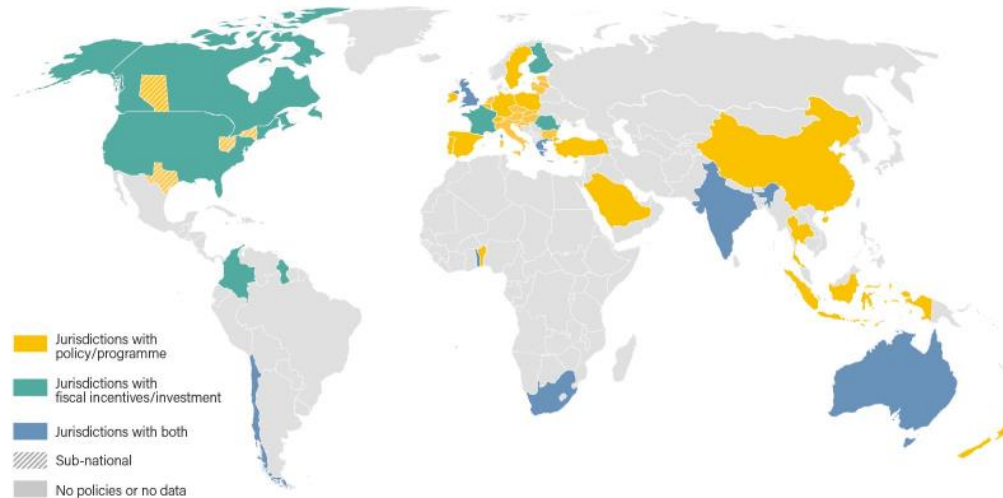 Jurisdictions with
policy/programme
Jurisdictions with
fiscal incentives/investment
Jurisdictions with both
Sub-national
No policies or no data